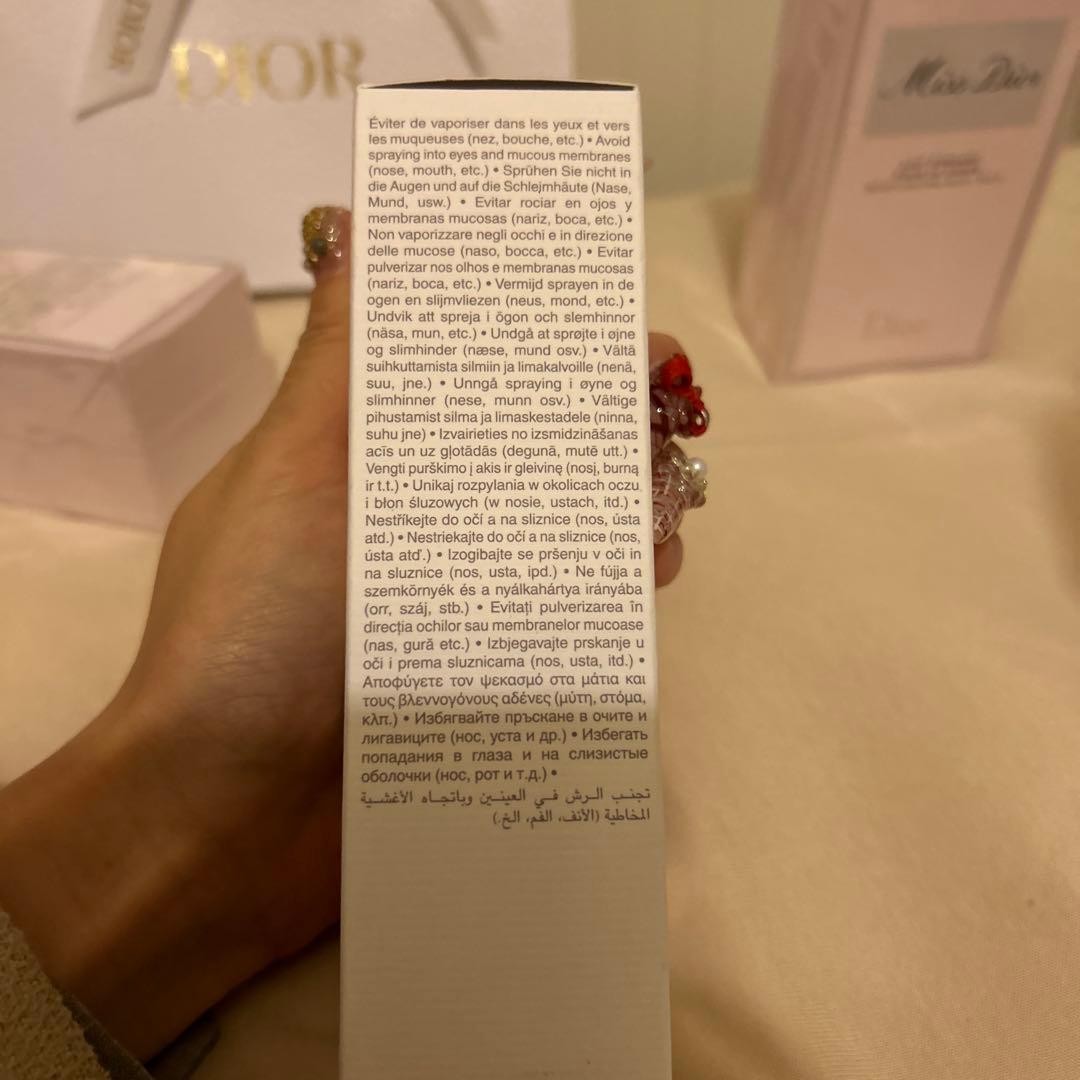 DIOR
DIOR
Miss Dior
Éviter de vaporiser dans les yeux et vers
les muqueuses (nez, bouche, etc.) • Avoid
spraying into eyes and mucous membranes
(nose, mouth, etc.) • Sprühen Sie nicht in
die Augen und auf die Schlejmhäute (Nase,
Mund, usw.) • Evitar rociar en ojos y
membranas mucosas (nariz, boca, etc.) •
Non vaporizzare negli occhi e in direzione
delle mucose (naso, bocca, etc.) • Evitar
pulverizar nos olhos e membranas mucosas
(nariz, boca, etc.) • Vermijd sprayen in de
ogen en slijmvliezen (neus, mond, etc.) •
Undvik att spreja i ögon och slemhinnor
(näsa, mun, etc.) • Undgå at sprøjte i øjne
og slimhinder (næse, mund osv.) • Vältä
suihkuttamista silmiin ja limakalvoille (nenä,
suu, jne.) • Unngå spraying i øyne og
slimhinner (nese, munn osv.) • Vältige
pihustamist silma ja limaskestadele (ninna,
suhu jne) • Izvairieties no izsmidzināšanas
acīs un uz gļotādās (degunā, mutē utt.) •
Vengti purškimo į akis ir gleivinę (nosį, burną
ir t.t.) • Unikaj rozpylania w okolicach oczu
i błon śluzowych (w nosie, ustach, itd.) •
Nestříkejte do očí a na sliznice (nos, ústa
atd.) • Nestriekajte do očí a na sliznice (nos,
ústa atď.) • Izogibajte se pršenju v oči in
na sluznice (nos, usta, ipd.) • Ne fújja a
szemkörnyék és a nyálkahártya irányába
(orr, száj, stb.) • Evitați pulverizarea în
direcția ochilor sau membranelor mucoase
(nas, gură etc.) • Izbjegavajte prskanje u
oči i prema sluznicama (nos, usta, itd.) •
Αποφύγετε τον ψεκασμό στα μάτια και
τους βλεννογόνους αδένες (μύτη, στόμα,
κλπ.) • Избягвайте пръскане в очите и
лигавиците (нос, уста и др.) • Избегать
попадания в глаза и на слизистые
оболочки (нос, рот и т.д.) •
تجنب الرش في العينين وباتجاه الأغشية
المخاطية (الأنف، الفم، الخ.)